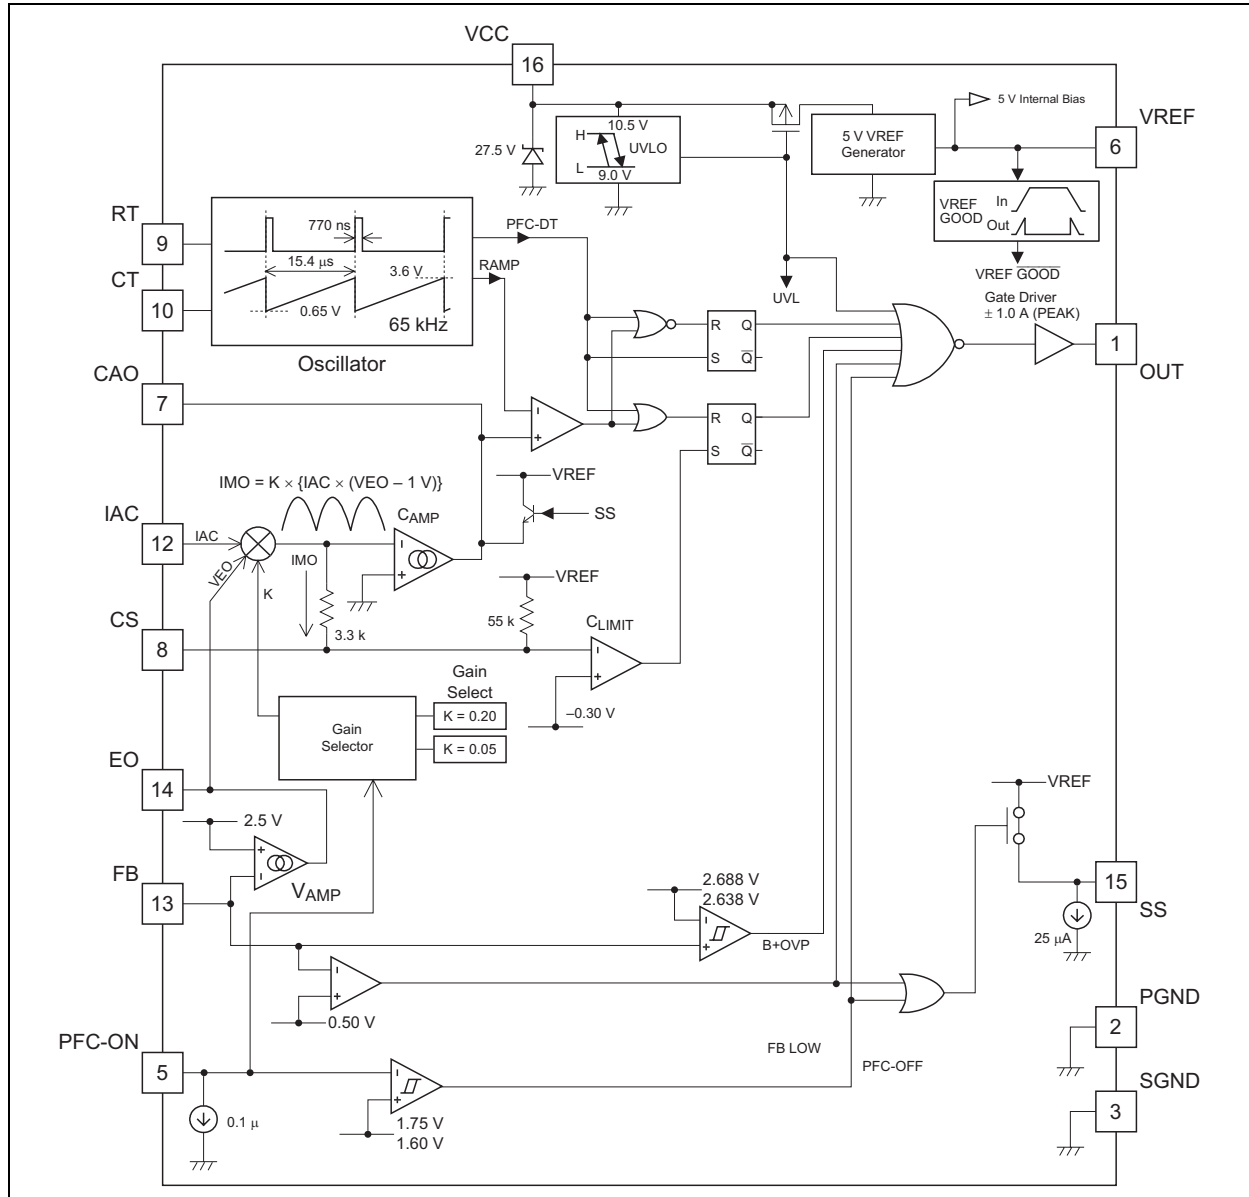 VCC
16
5 V Internal Bias
VREF
6
10.5 V
H
UVLO
L
9.0 V
27.5 V
5 V VREF
Generator
VREF
GOOD
In
Out
VREF GOOD
RT
9
770 ns
15.4 μs
3.6 V
0.65 V
65 kHz
Oscillator
PFC-DT
RAMP
CT
10
UVL
Gate Driver
± 1.0 A (PEAK)
1
OUT
R Q
S Q
CAO
7
R Q
S Q
VREF
SS
IMO = K × {IAC × (VEO – 1 V)}
CAMP
IAC
12
IAC
VEO
K
IMO
3.3 k
VREF
55 k
CLIMIT
CS
8
–0.30 V
Gain
Select
Gain
Selector
K = 0.20
K = 0.05
EO
14
2.5 V
VAMP
FB
13
VREF
15
SS
25 μA
2.688 V
2.638 V
B+OVP
0.50 V
PGND
2
FB LOW
PFC-OFF
PFC-ON
5
0.1 μ
1.75 V
1.60 V
SGND
3